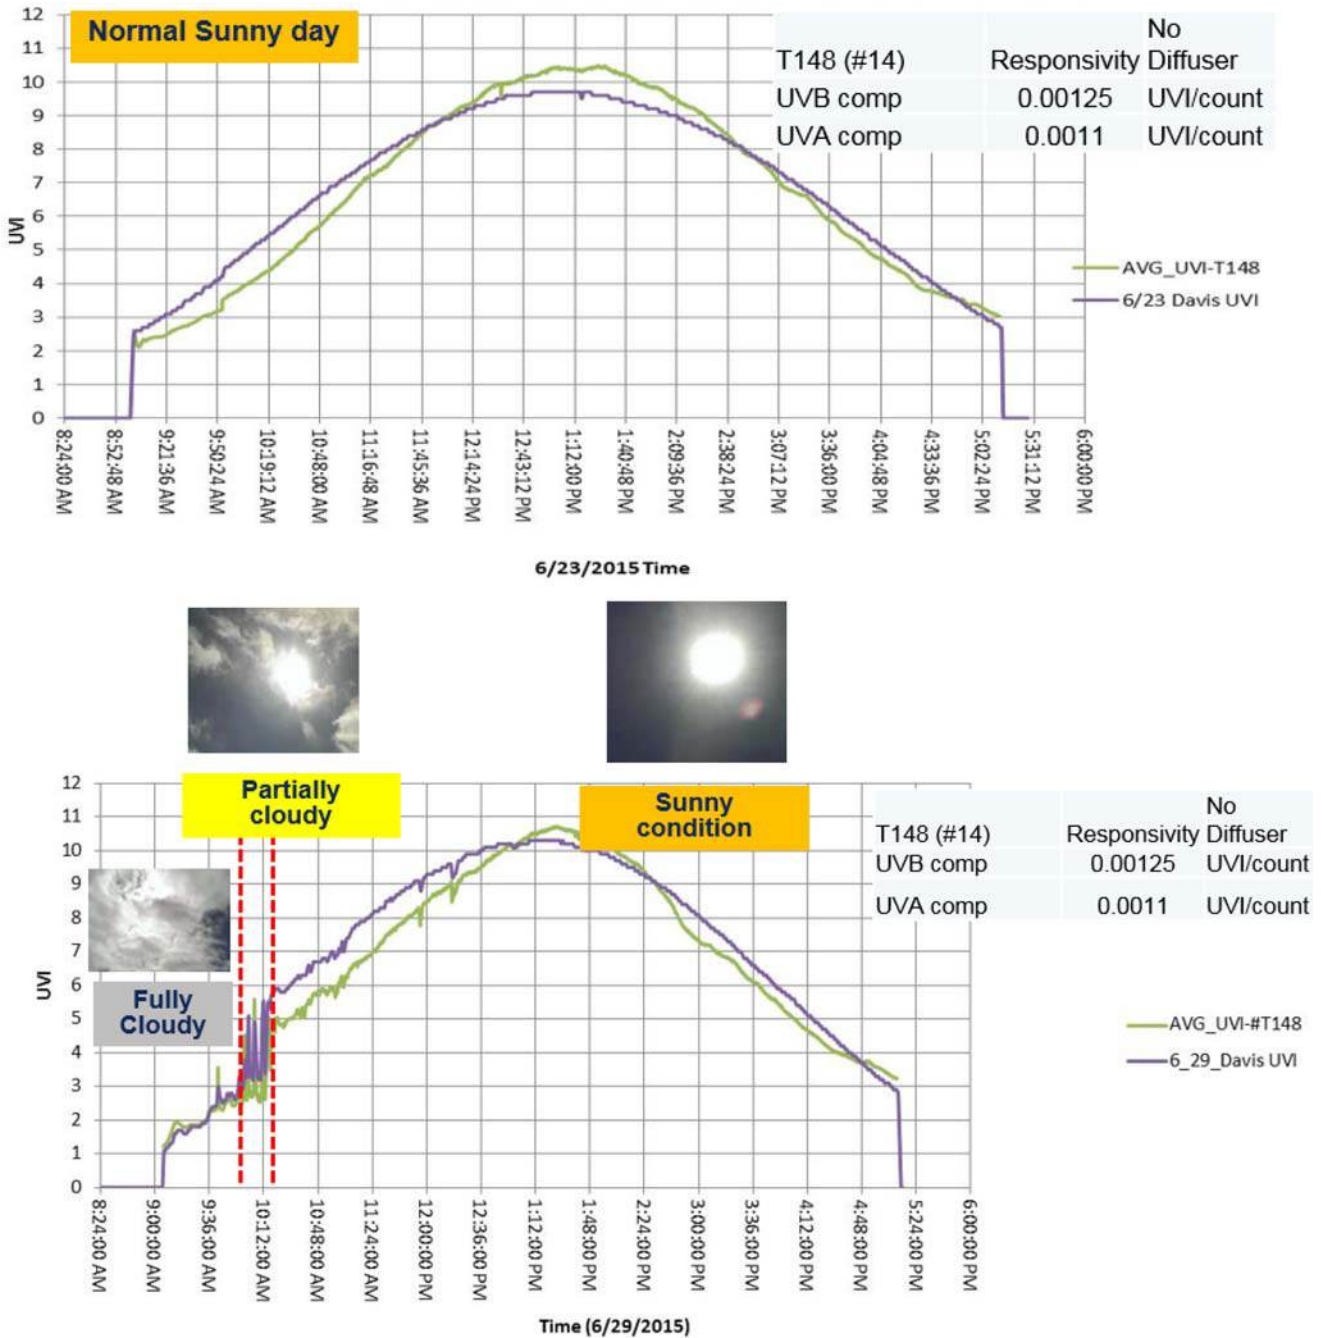 Normal Sunny day
T148 (#14) Responsivity No Diffuser
UVB comp 0.00125 UVI/count
UVA comp 0.0011 UVI/count
12
11
10
9
8
7
6
5
4
3
2
1
0
UVI
AVG_UVI-T148
6/23 Davis UVI
8:24:00 AM
8:52:48 AM
9:21:36 AM
9:50:24 AM
10:19:12 AM
10:48:00 AM
11:16:48 AM
11:45:36 AM
12:14:24 PM
12:43:12 PM
1:12:00 PM
1:40:48 PM
2:09:36 PM
2:38:24 PM
3:07:12 PM
3:36:00 PM
4:04:48 PM
4:33:36 PM
5:02:24 PM
5:31:12 PM
6:00:00 PM
6/23/2015 Time
Partially
cloudy
Sunny
condition
Fully
Cloudy
T148 (#14) Responsivity No Diffuser
UVB comp 0.00125 UVI/count
UVA comp 0.0011 UVI/count
12
11
10
9
8
7
6
5
4
3
2
1
0
UVI
AVG_UVI-#T148
6_29_Davis UVI
8:24:00 AM
9:00:00 AM
9:36:00 AM
10:12:00 AM
10:48:00 AM
11:24:00 AM
12:00:00 PM
12:36:00 PM
1:12:00 PM
1:48:00 PM
2:24:00 PM
3:00:00 PM
3:36:00 PM
4:12:00 PM
4:48:00 PM
5:24:00 PM
6:00:00 PM
Time (6/29/2015)